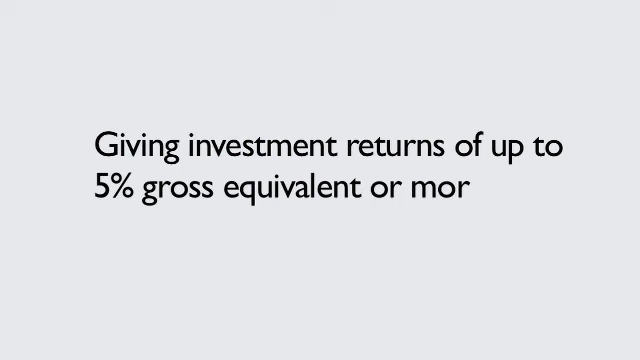 Giving investment returns of up to
5% gross equivalent or mor